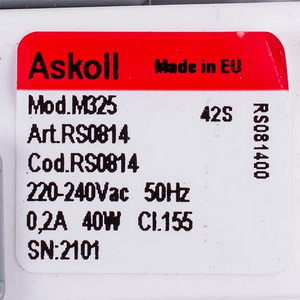 Askoll Made in EU
Mod.M325 42S
Art.RS0814
Cod.RS0814
220-240Vac 50Hz
0,2A 40W Cl.155
SN:2101
RS081400